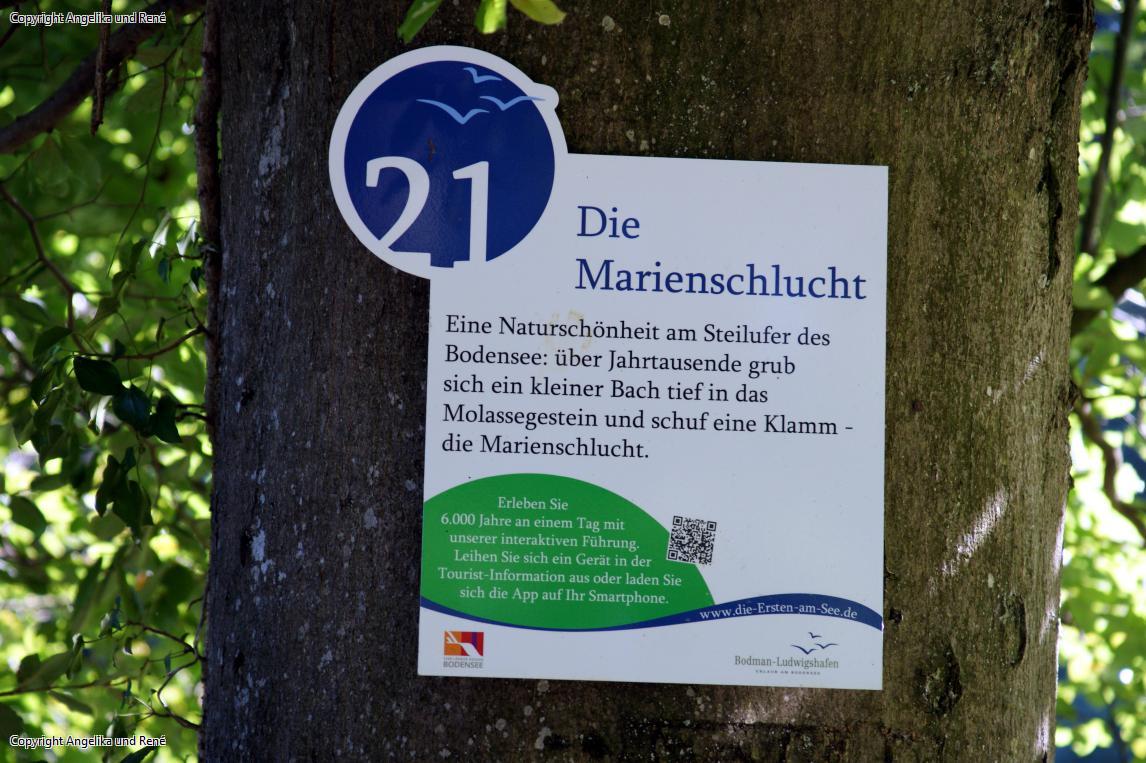 Copyright Angelika und René
21
Die
Marienschlucht
Eine Naturschönheit am Steilufer des
Bodensee: über Jahrtausende grub
sich ein kleiner Bach tief in das
Molassegestein und schuf eine Klamm -
die Marienschlucht.
Erleben Sie
6.000 Jahre an einem Tag mit
unserer interaktiven Führung.
Leihen Sie sich ein Gerät in der
Tourist-Information aus oder laden Sie
sich die App auf Ihr Smartphone.
www.die-Ersten-am-See.de
BODENSEE
Bodman-Ludwigshafen
URLAUB AM BODENSEE
Copyright Angelika und René